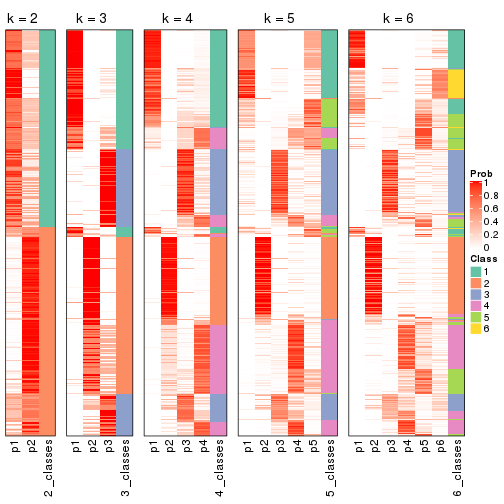 k = 2
k = 3
k = 4
k = 5
k = 6
Prob
1
0.8
0.6
0.4
0.2
0
Class
1
2
3
4
5
6
p1
p2
2_classes
p1
p2
p3
3_classes
p1
p2
p3
p4
4_classes
p1
p2
p3
p4
p5
5_classes
p1
p2
p3
p4
p5
p6
6_classes